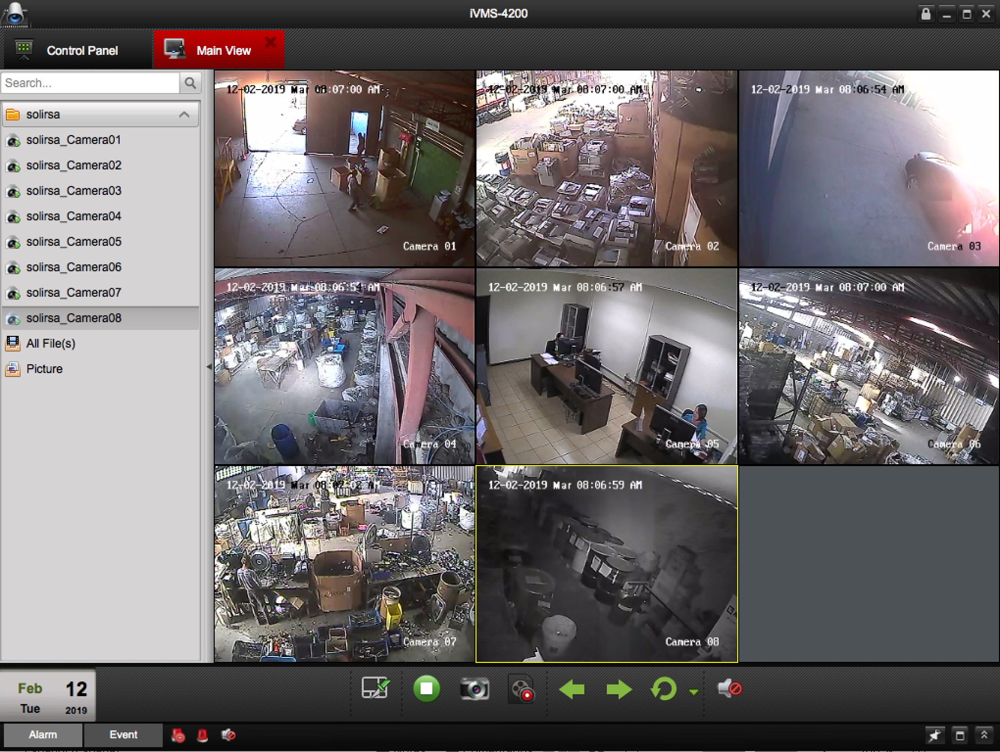 iVMS-4200
Control Panel
Main View
Search...
solirsa
solirsa_Camera01
solirsa_Camera02
solirsa_Camera03
solirsa_Camera04
solirsa_Camera05
solirsa_Camera06
solirsa_Camera07
solirsa_Camera08
All File(s)
Picture
12-02-2019 Mar 08:07:00 AM
Camera 01
12-02-2019 Mar 08:07:00 AM
Camera 02
12-02-2019 Mar 08:06:54 AM
Camera 03
12-02-2019 Mar 08:06:54 AM
Camera 04
12-02-2019 Mar 08:06:57 AM
Camera 05
12-02-2019 Mar 08:07:00 AM
Camera 06
12-02-2019 Mar AM
Camera 07
12-02-2019 Mar 08:06:59 AM
Camera 08
Feb 12
Tue 2019
Alarm
Event